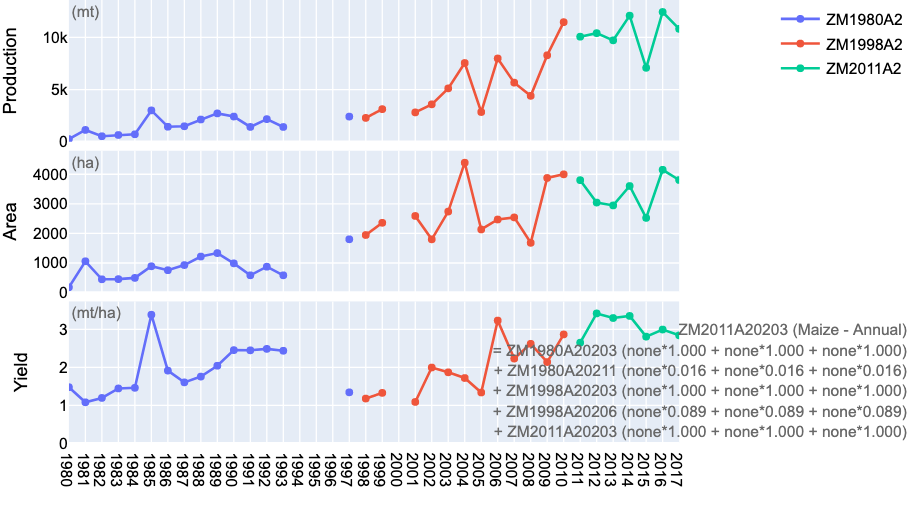 (mt)
Production
10k
5k
0
ZM1980A2
ZM1998A2
ZM2011A2
(ha)
Area
4000
3000
2000
1000
0
(mt/ha)
Yield
3
2
1
0
ZM2011A20203 (Maize - Annual)
= ZM1980A20203 (none*1.000 + none*1.000 + none*1.000)
+ ZM1980A20211 (none*0.016 + none*0.016 + none*0.016)
+ ZM1998A20203 (none*1.000 + none*1.000 + none*1.000)
+ ZM1998A20206 (none*0.089 + none*0.089 + none*0.089)
+ ZM2011A20203 (none*1.000 + none*1.000 + none*1.000)
1980
1981
1982
1983
1984
1985
1986
1987
1988
1989
1990
1991
1992
1993
1994
1995
1996
1997
1998
1999
2000
2001
2002
2003
2004
2005
2006
2007
2008
2009
2010
2011
2012
2013
2014
2015
2016
2017